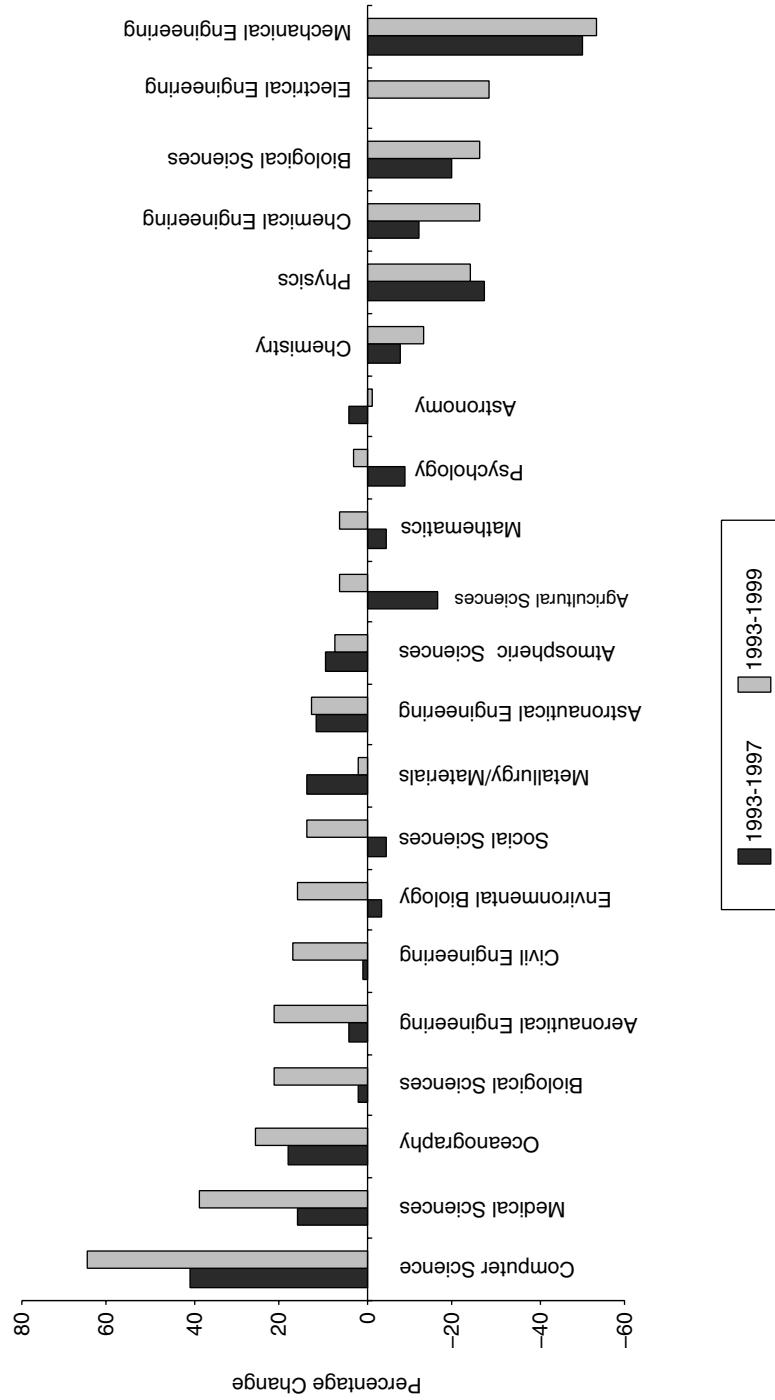 Percentage Change
80
60
40
20
0
–20
–40
–60
Computer Science
Medical Sciences
Oceanography
Biological Sciences
Aeronautical Engineering
Civil Engineering
Environmental Biology
Social Sciences
Metallurgy/Materials
Astronautical Engineering
Atmospheric Sciences
Agricultural Sciences
Mathematics
Psychology
Astronomy
Chemistry
Physics
Chemical Engineering
Biological Sciences
Electrical Engineering
Mechanical Engineering
1993-1997
1993-1999